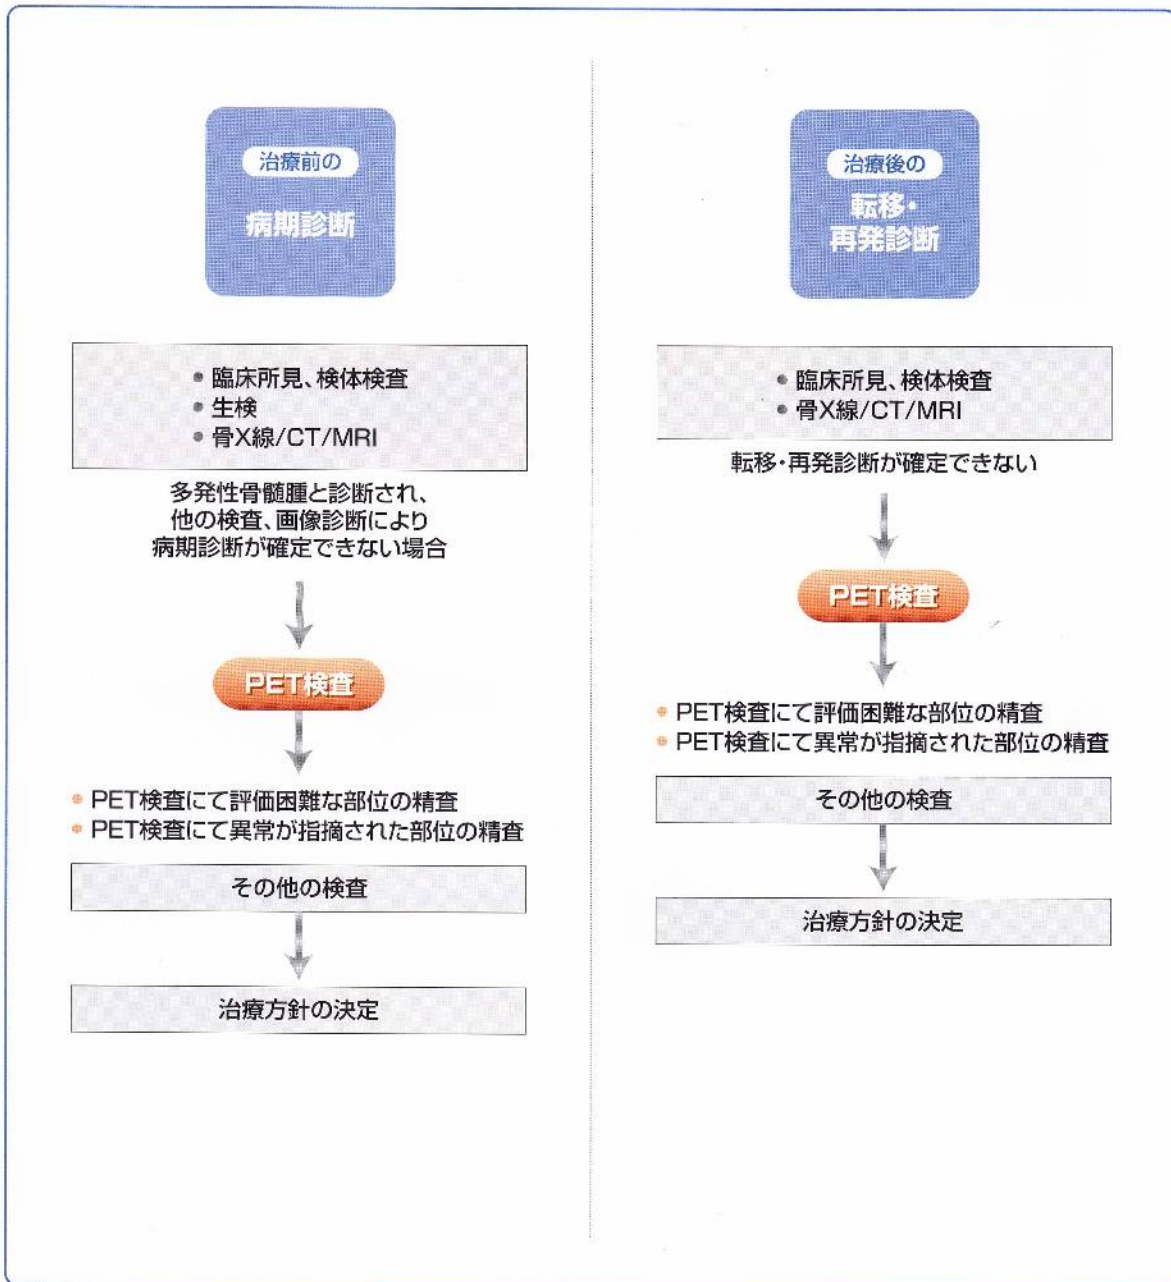 治療前の
病期診断
• 臨床所見、検体検査
• 生検
• 骨X線/CT/MRI
多発性骨髄腫と診断され、
他の検査、画像診断により
病期診断が確定できない場合
PET検査
• PET検査にて評価困難な部位の精査
• PET検査にて異常が指摘された部位の精査
その他の検査
治療方針の決定
治療後の
転移・
再発診断
• 臨床所見、検体検査
• 骨X線/CT/MRI
転移・再発診断が確定できない
PET検査
• PET検査にて評価困難な部位の精査
• PET検査にて異常が指摘された部位の精査
その他の検査
治療方針の決定